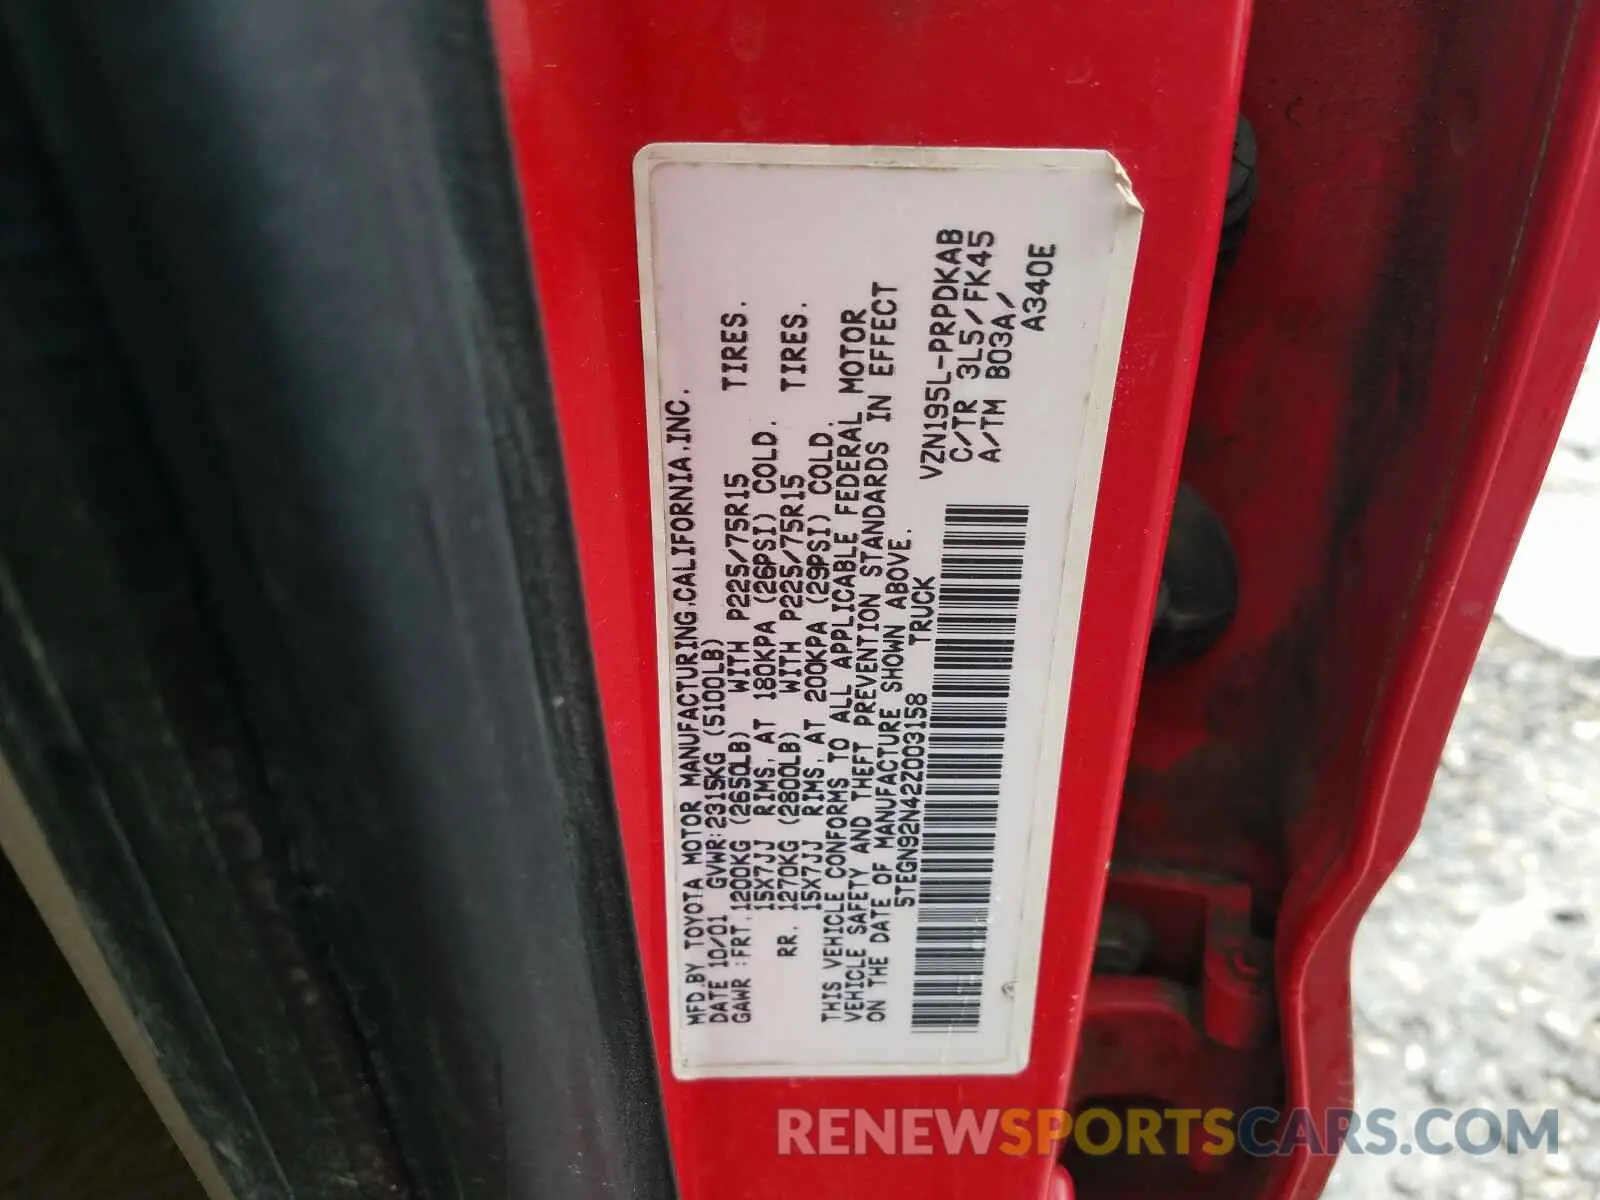 MFD.BY TOYOTA MOTOR MANUFACTURING,CALIFORNIA,INC.
DATE 10/01 GVWR:2315KG (5100LB)
GAWR :FRT.1200KG (2650LB) WITH P225/75R15 TIRES.
15X7JJ RIMS, AT 180KPA (26PSI) COLD.
RR. 1270KG (2800LB) WITH P225/75R15 TIRES.
15X7JJ RIMS, AT 200KPA (29PSI) COLD.
THIS VEHICLE CONFORMS TO ALL APPLICABLE FEDERAL MOTOR
VEHICLE SAFETY AND THEFT PREVENTION STANDARDS IN EFFECT
ON THE DATE OF MANUFACTURE SHOWN ABOVE.
5TEGN92N42Z003158 TRUCK
VZN195L-PRPDKAB
C/TR 3L5/FK45
A/TM B03A/
A340E
RENEWSPORTSCARS.COM